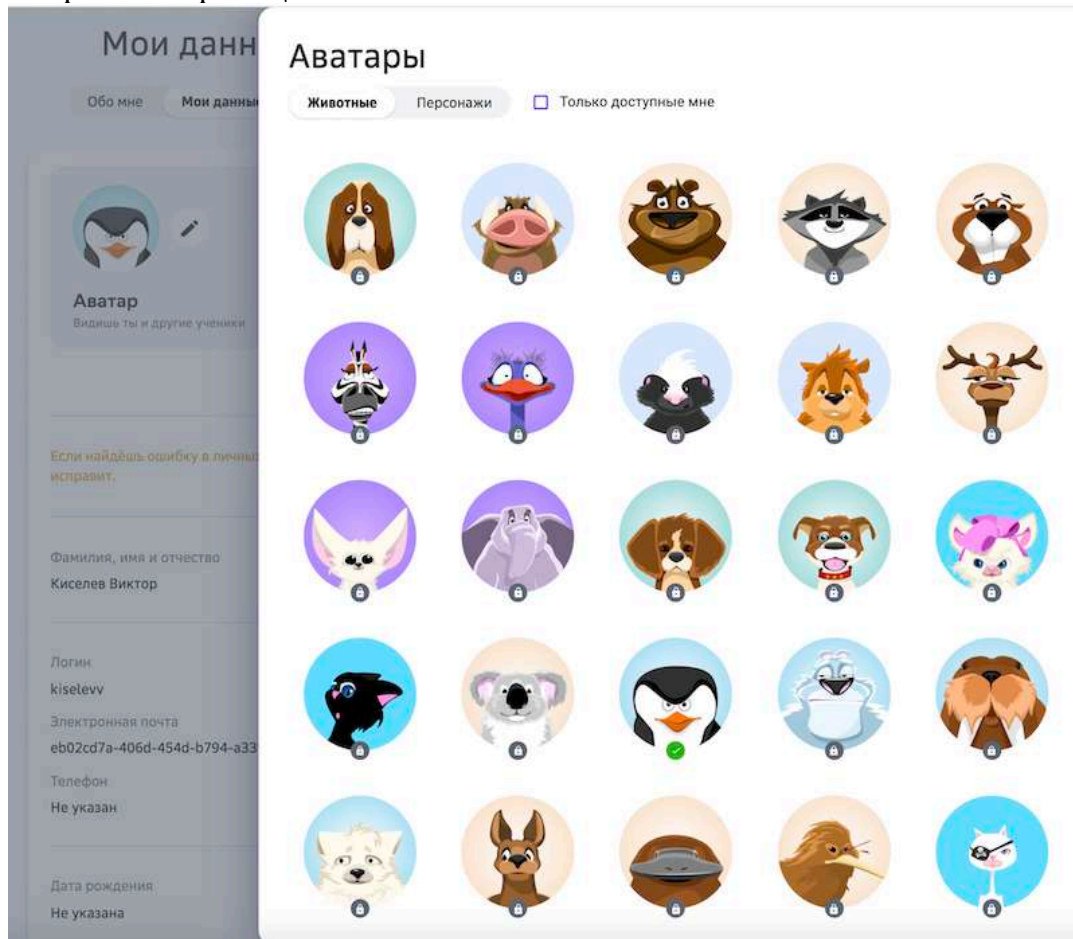 Мои данн
Обо мне
Мои данные
Аватар
Видишь ты и другие ученики
Если найдёшь ошибку в личных
исправит.
Фамилия, имя и отчество
Киселев Виктор
Логин
kiselevv
Электронная почта
eb02cd7a-406d-454d-b794-a33
Телефон
Не указан
Дата рождения
Не указана
Аватары
Животные
Персонажи
Только доступные мне